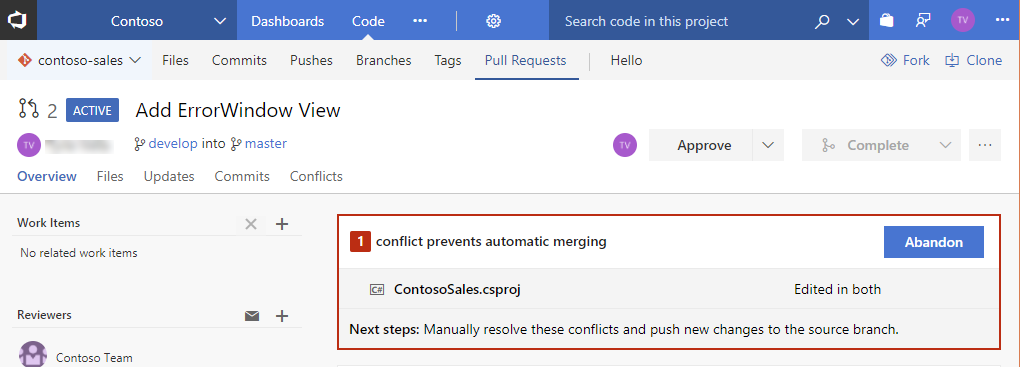 Contoso Dashboards Code ••• Search code in this project TV •••
contoso-sales Files Commits Pushes Branches Tags Pull Requests Hello Fork Clone
2 ACTIVE Add ErrorWindow View
TV develop into master TV Approve Complete •••
Overview Files Updates Commits Conflicts
Work Items
No related work items
1 conflict prevents automatic merging Abandon
C# ContosoSales.csproj Edited in both
Next steps: Manually resolve these conflicts and push new changes to the source branch.
Reviewers
Contoso Team